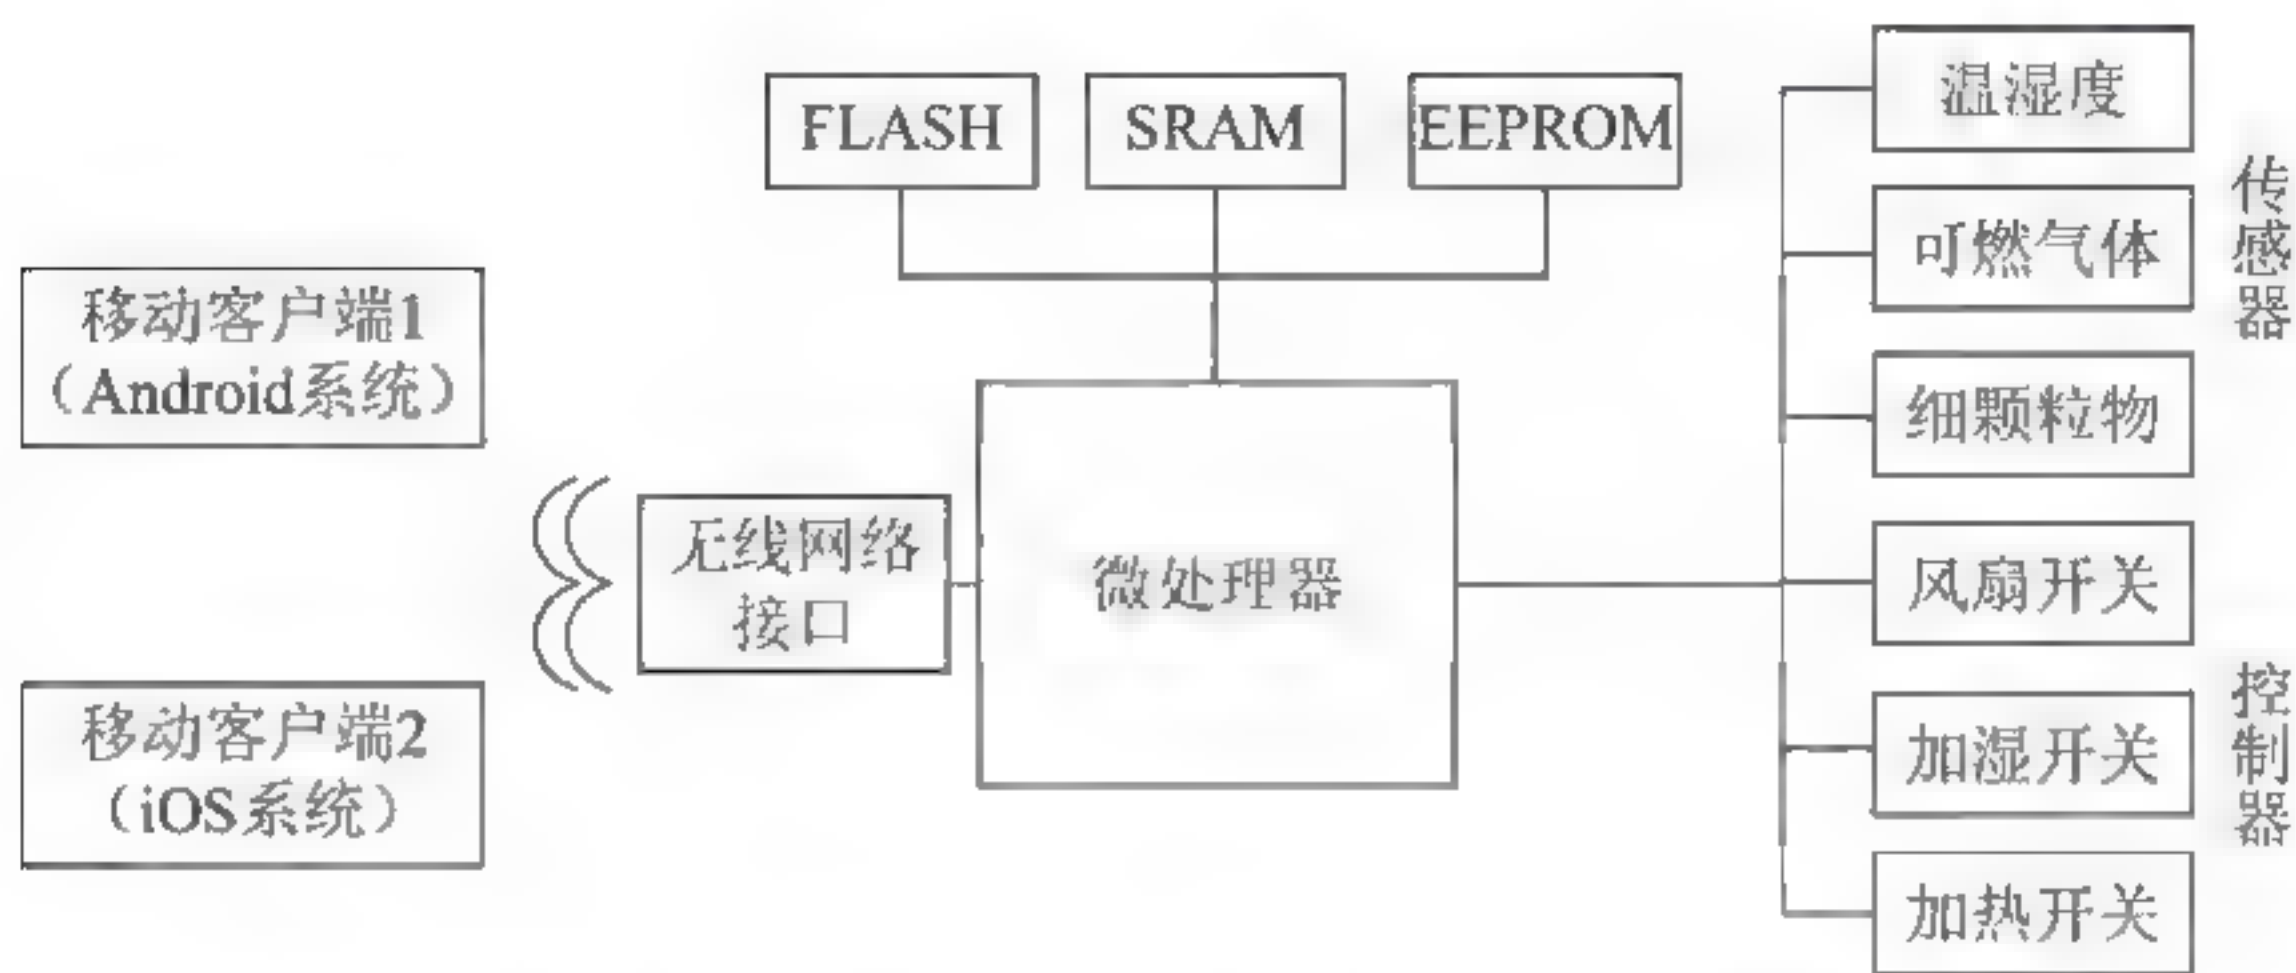 FLASH
SRAM
EEPROM
移动客户端1
（Android系统）
移动客户端2
（iOS系统）
无线网络
接口
微处理器
温湿度
可燃气体
细颗粒物
风扇开关
加湿开关
加热开关
传感器
控制器